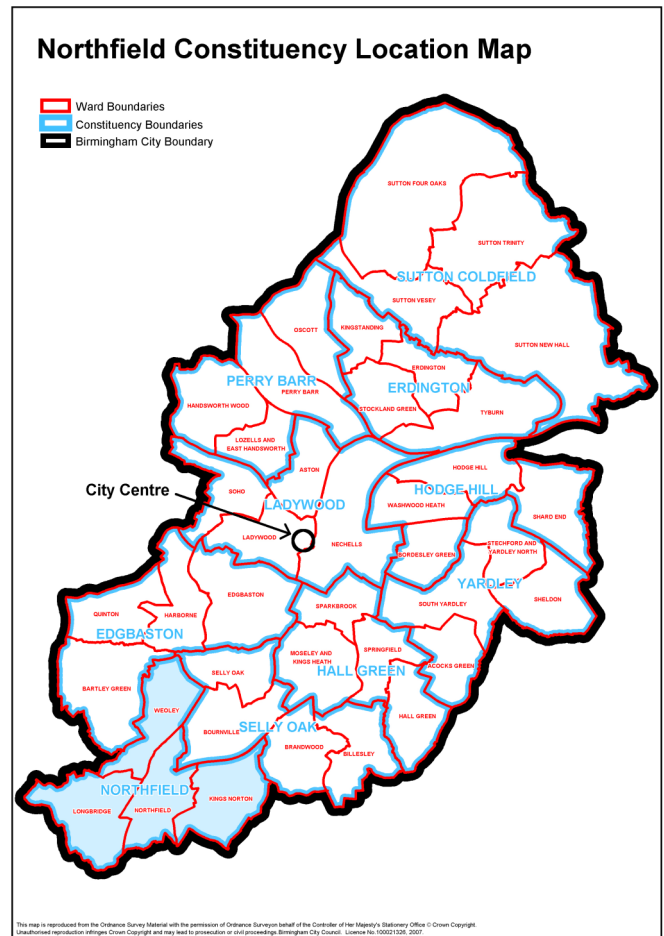 Northfield Constituency Location Map
Ward Boundaries
Constituency Boundaries
Birmingham City Boundary
SUTTON FOUR OAKS
SUTTON TRINITY
SUTTON COLDFIELD
SUTTON VESEY
OSCOTT
KINGSTANDING
SUTTON NEW HALL
ERDINGTON
PERRY BARR
ERDINGTON
PERRY BARR
HANDSWORTH WOOD
STOCKLAND GREEN
TYBURN
LOZELLS AND
EAST HANDSWORTH
ASTON
HODGE HILL
City Centre
SOHO
HODGE HILL
LADYWOOD
WASHWOOD HEATH
SHARD END
LADYWOOD
NECHELLS
STECHFORD AND
YARDLEY NORTH
BORDESLEY GREEN
YARDLEY
EDGBASTON
SHELDON
SPARKBROOK
SOUTH YARDLEY
QUINTON
HARBORNE
EDGBASTON
MOSELEY AND
KINGS HEATH
SPRINGFIELD
ACOCKS GREEN
SELLY OAK
HALL GREEN
BARTLEY GREEN
WEOLEY
HALL GREEN
SELLY OAK
BOURNVILLE
BRANDWOOD
BILLESLEY
NORTHFIELD
KINGS NORTON
LONGBRIDGE
NORTHFIELD
This map is reproduced from the Ordnance Survey Material with the permission of Ordnance Surveyon behalf of the Controller of Her Majesty's Stationery Office © Crown Copyright.
Unauthorised reproduction infringes Crown Copyright and may lead to prosecution or civil proceedings.Birmingham City Council. Licence No.100021326, 2007.